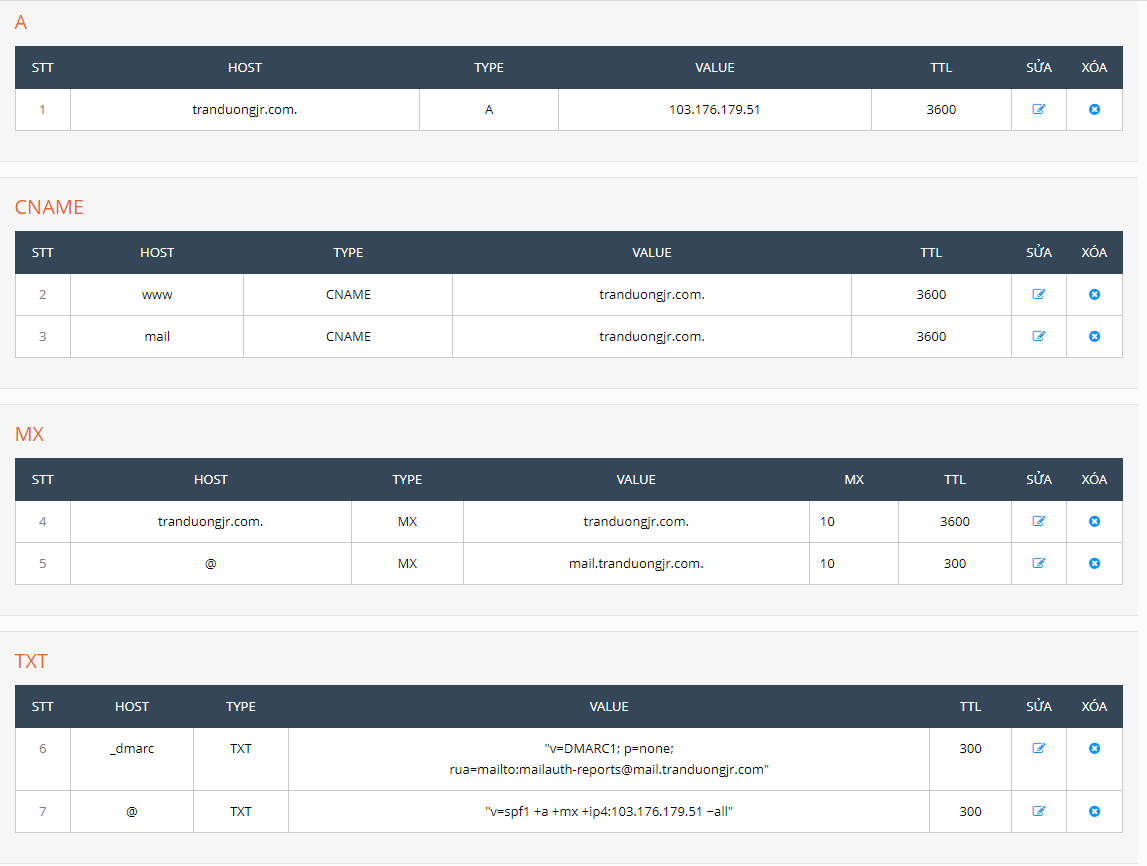 A
STT HOST TYPE VALUE TTL SỬA XÓA
1 tranduongjr.com. A 103.176.179.51 3600
CNAME
STT HOST TYPE VALUE TTL SỬA XÓA
2 www CNAME tranduongjr.com. 3600
3 mail CNAME tranduongjr.com. 3600
MX
STT HOST TYPE VALUE MX TTL SỬA XÓA
4 tranduongjr.com. MX tranduongjr.com. 10 3600
5 @ MX mail.tranduongjr.com. 10 300
TXT
STT HOST TYPE VALUE TTL SỬA XÓA
6 _dmarc TXT "v=DMARC1; p=none; 300
rua=mailto:mailauth-reports@mail.tranduongjr.com"
7 @ TXT "v=spf1 +a +mx +ip4:103.176.179.51 ~all" 300